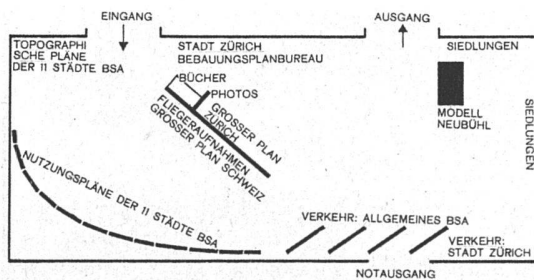 EINGANG
AUSGANG
TOPOGRAPHI
SCHE PLÄNE
DER 11 STÄDTE BSA
STADT ZÜRICH
BEBAUUNGSPLANBUREAU
SIEDLUNGEN
BÜCHER
PHOTOS
GROSSER PLAN
ZÜRICH
FLIEGERAUFNAHMEN
GROSSER PLAN SCHWEIZ
MODELL
NEUBÜHL
SIEDLUNGEN
NUTZUNGSPLÄNE DER 11 STÄDTE BSA
VERKEHR: ALLGEMEINES BSA
VERKEHR:
STADT ZÜRICH
NOTAUSGANG